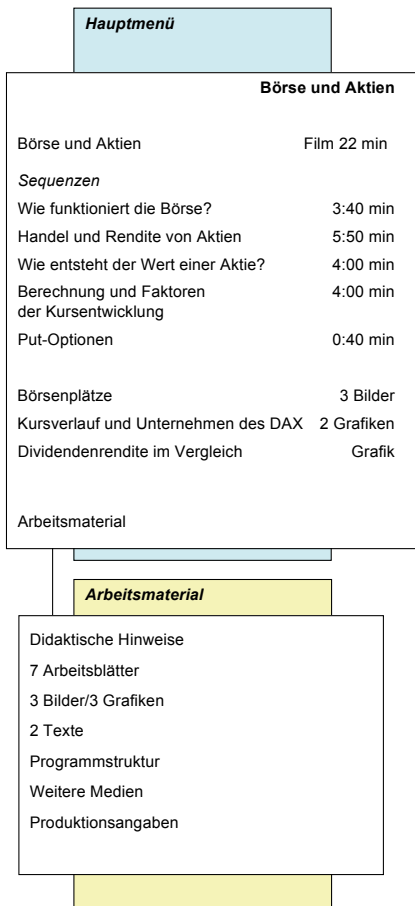 Hauptmenü
Börse und Aktien
Börse und Aktien Film 22 min
Sequenzen
Wie funktioniert die Börse? 3:40 min
Handel und Rendite von Aktien 5:50 min
Wie entsteht der Wert einer Aktie? 4:00 min
Berechnung und Faktoren 4:00 min
der Kursentwicklung
Put-Optionen 0:40 min
Börsenplätze 3 Bilder
Kursverlauf und Unternehmen des DAX 2 Grafiken
Dividendenrendite im Vergleich Grafik
Arbeitsmaterial
Arbeitsmaterial
Didaktische Hinweise
7 Arbeitsblätter
3 Bilder/3 Grafiken
2 Texte
Programmstruktur
Weitere Medien
Produktionsangaben